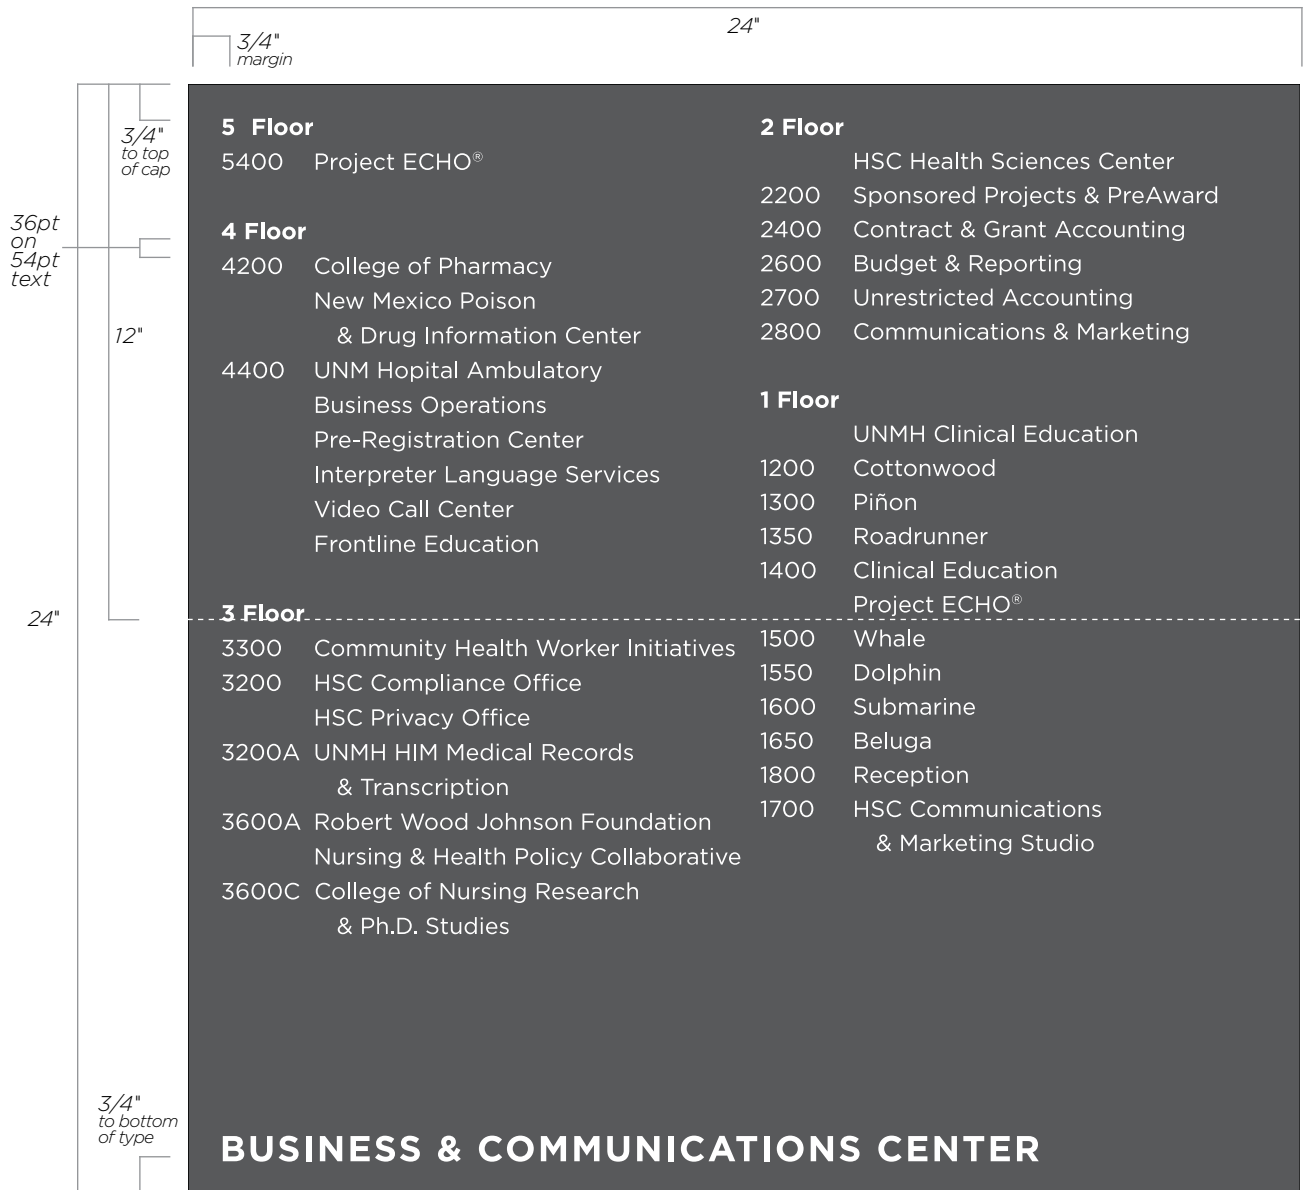 24"
3/4"
margin
3/4"
to top
of cap
36pt
on
54pt
text
12"
24"
3/4"
to bottom
of type
5 Floor
5400 Project ECHO®
4 Floor
4200 College of Pharmacy
New Mexico Poison
& Drug Information Center
4400 UNM Hopital Ambulatory
Business Operations
Pre-Registration Center
Interpreter Language Services
Video Call Center
Frontline Education
3 Floor
3300 Community Health Worker Initiatives
3200 HSC Compliance Office
HSC Privacy Office
3200A UNMH HIM Medical Records
& Transcription
3600A Robert Wood Johnson Foundation
Nursing & Health Policy Collaborative
3600C College of Nursing Research
& Ph.D. Studies
2 Floor
HSC Health Sciences Center
2200 Sponsored Projects & PreAward
2400 Contract & Grant Accounting
2600 Budget & Reporting
2700 Unrestricted Accounting
2800 Communications & Marketing
1 Floor
UNMH Clinical Education
1200 Cottonwood
1300 Piñon
1350 Roadrunner
1400 Clinical Education
Project ECHO®
1500 Whale
1550 Dolphin
1600 Submarine
1650 Beluga
1800 Reception
1700 HSC Communications
& Marketing Studio
BUSINESS & COMMUNICATIONS CENTER